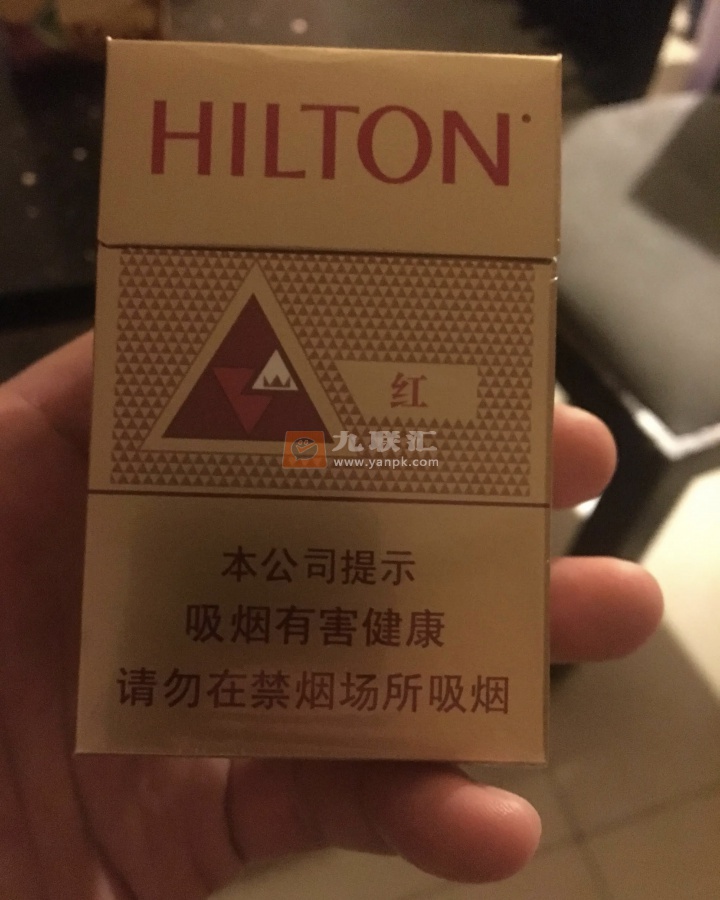 HILTON
红
九联汇
www.yanpk.com
本公司提示
吸烟有害健康
请勿在禁烟场所吸烟